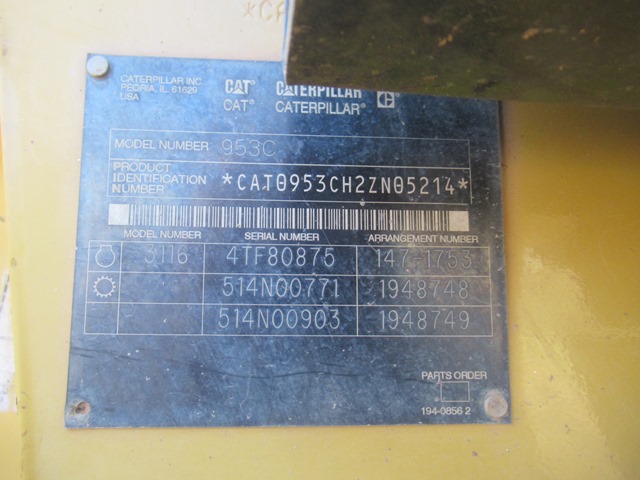 *CA
CATERPILLAR INC.
PEORIA, IL 61629
USA
CAT® CATERPILLAR
CAT® CATERPILLAR®
MODEL NUMBER 953C
PRODUCT
IDENTIFICATION
NUMBER
*CAT0953CH2ZN05214*
MODEL NUMBER SERIAL NUMBER ARRANGEMENT NUMBER
3116 4TF80875 147-1753
514N00771 1948748
514N00903 1948749
PARTS ORDER
194-0856 2